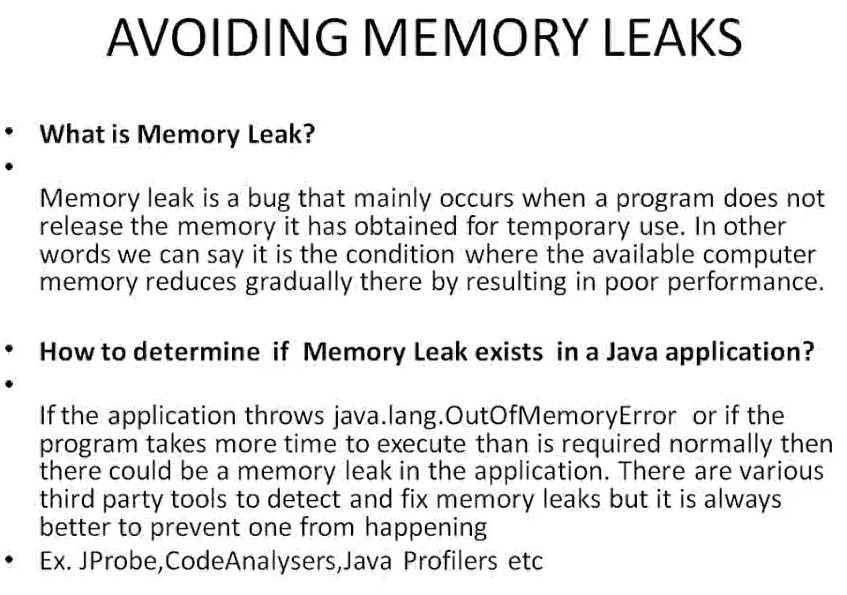 AVOIDING MEMORY LEAKS
• What is Memory Leak?
•
Memory leak is a bug that mainly occurs when a program does not
release the memory it has obtained for temporary use. In other
words we can say it is the condition where the available computer
memory reduces gradually there by resulting in poor performance.
• How to determine if Memory Leak exists in a Java application?
•
If the application throws java.lang.OutOfMemoryError or if the
program takes more time to execute than is required normally then
there could be a memory leak in the application. There are various
third party tools to detect and fix memory leaks but it is always
better to prevent one from happening
• Ex. JProbe,CodeAnalysers,Java Profilers etc